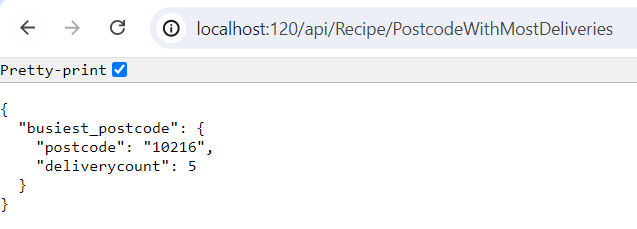 localhost:120/api/Recipe/PostcodeWithMostDeliveries
Pretty-print
{
  "busiest_postcode": {
    "postcode": "10216",
    "deliverycount": 5
  }
}